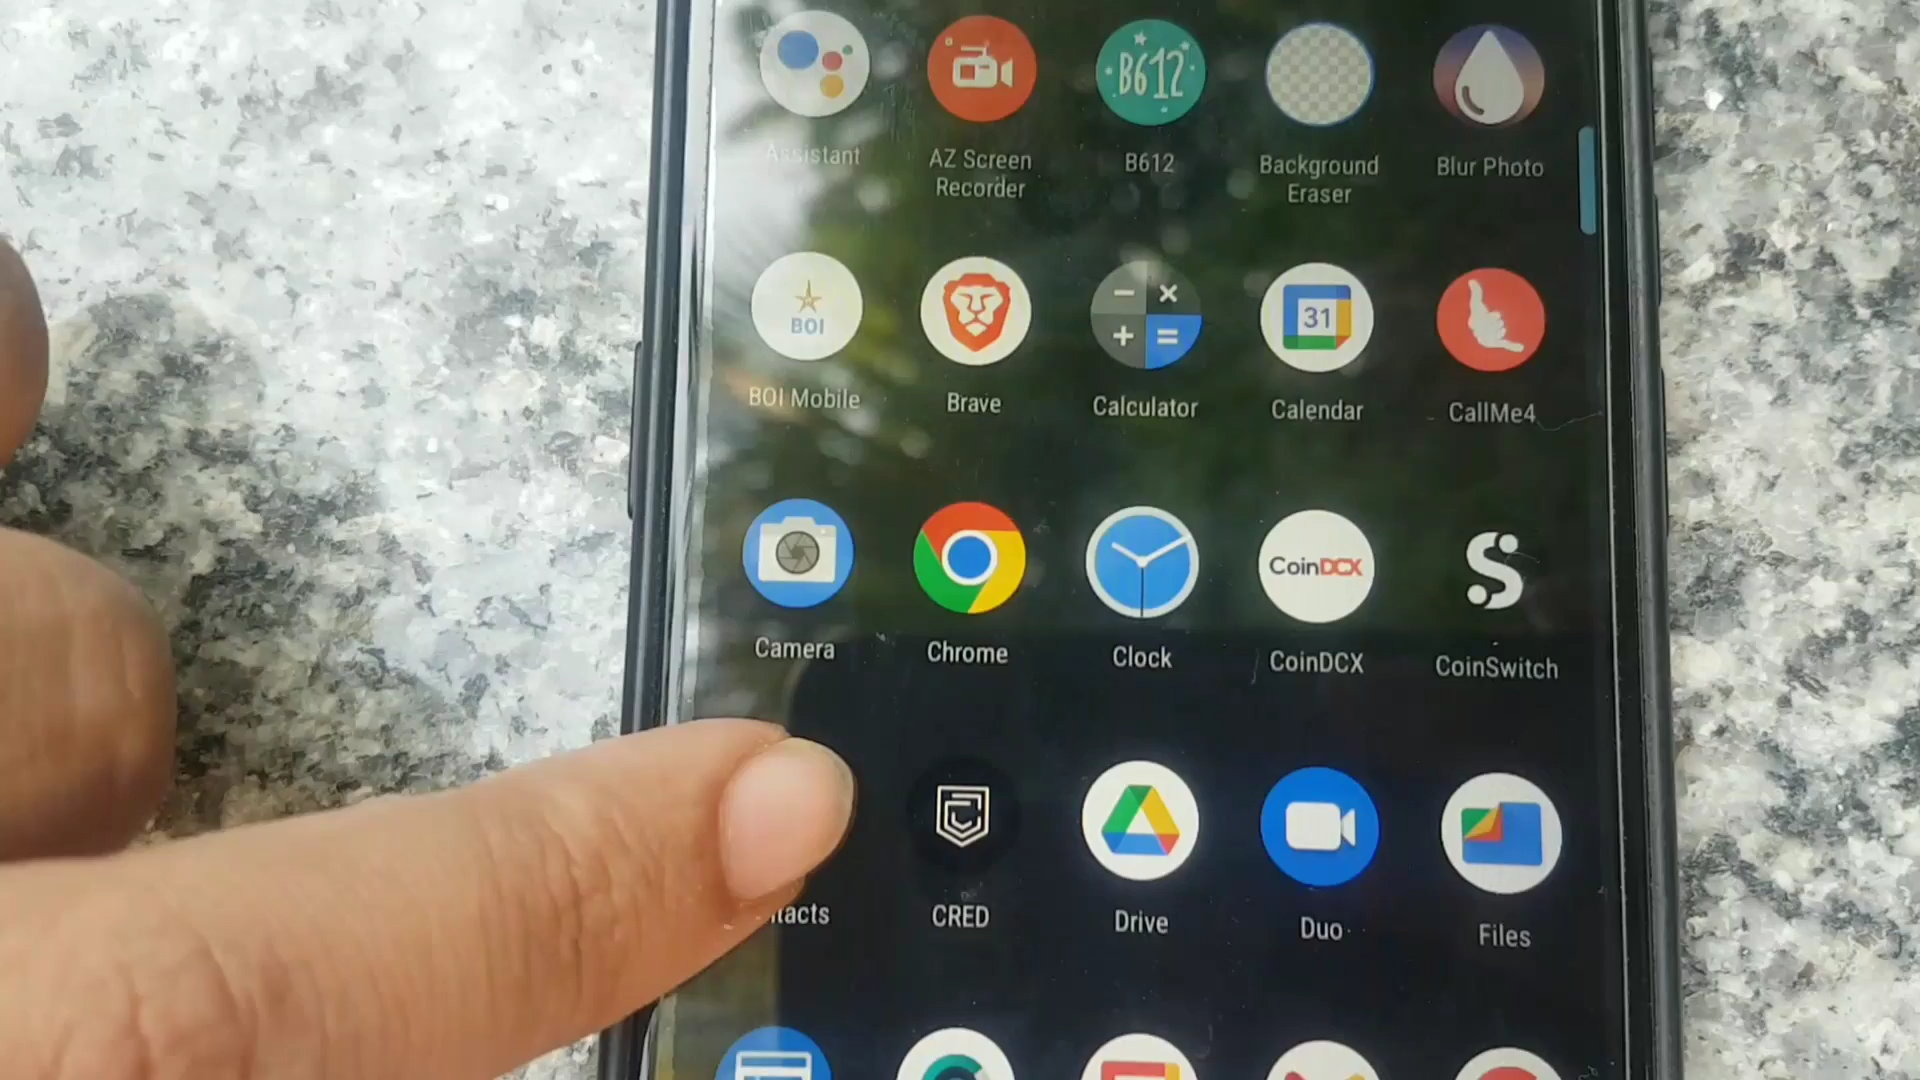 Assistant
AZ Screen
Recorder
B612
B612
Background
Eraser
Blur Photo
BOI
BOI Mobile
Brave
Calculator
31
Calendar
CallMe4
Camera
Chrome
Clock
CoinDCX
CoinDCX
CoinSwitch
tacts
CRED
Drive
Duo
Files